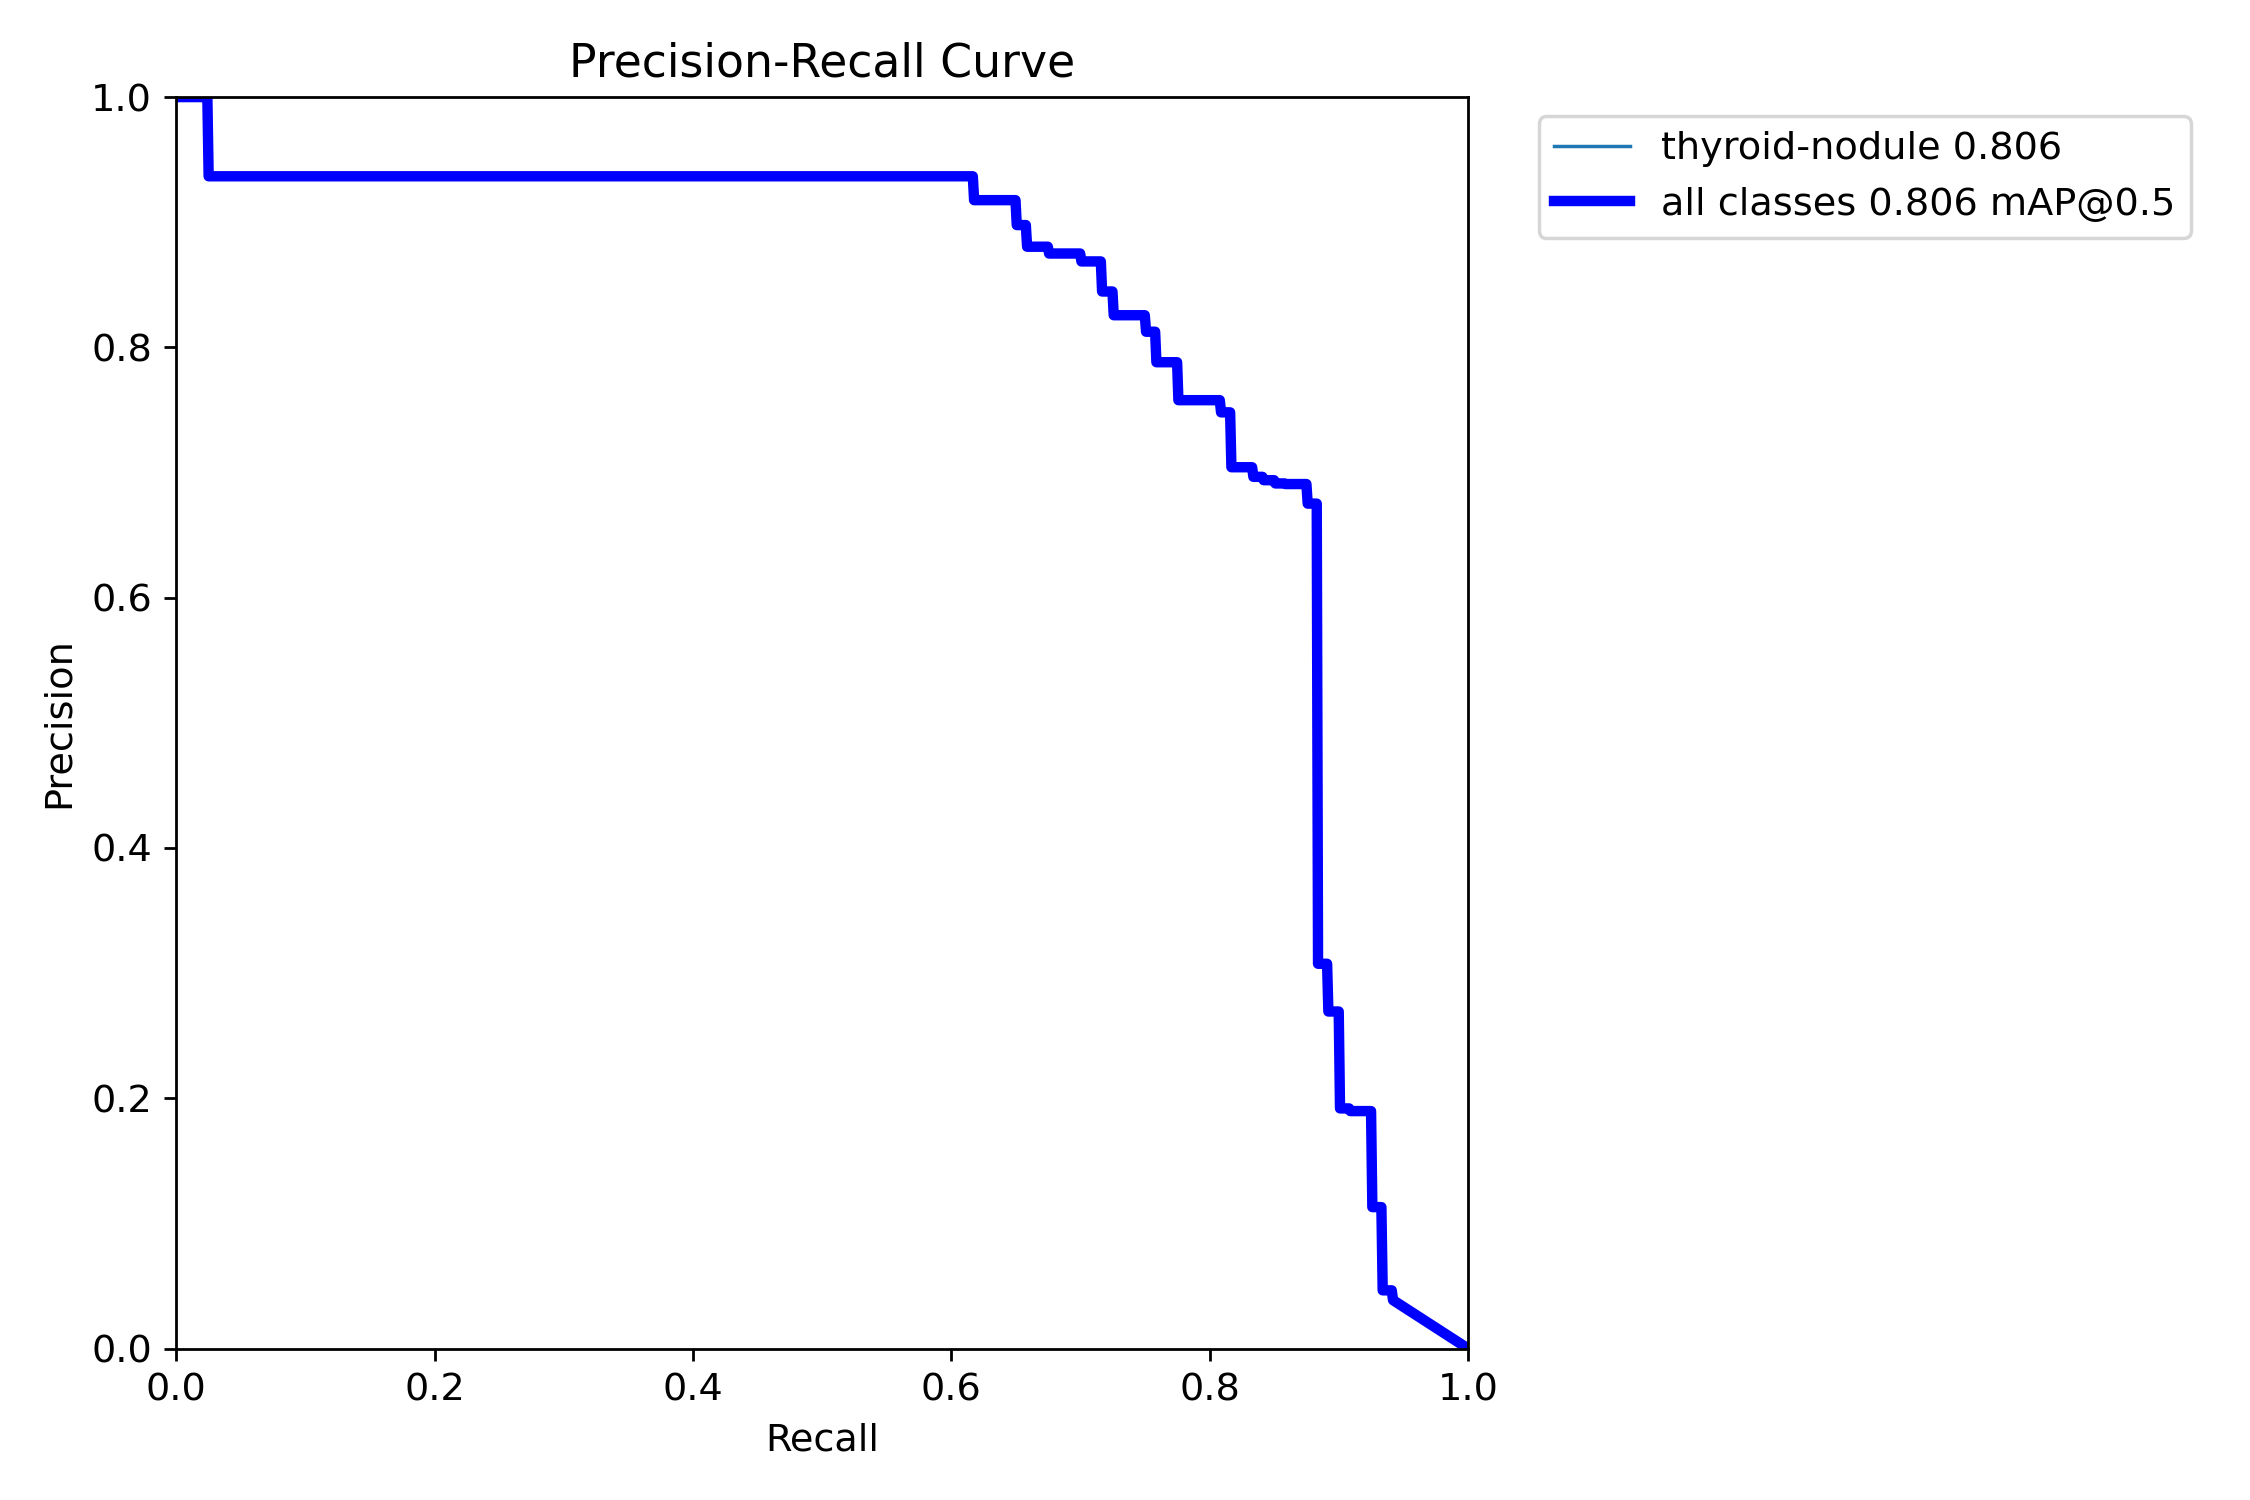 Precision-Recall Curve
1.0
0.8
0.6
0.4
0.2
0.0
Precision
0.0 0.2 0.4 0.6 0.8 1.0
Recall
thyroid-nodule 0.806
all classes 0.806 mAP@0.5